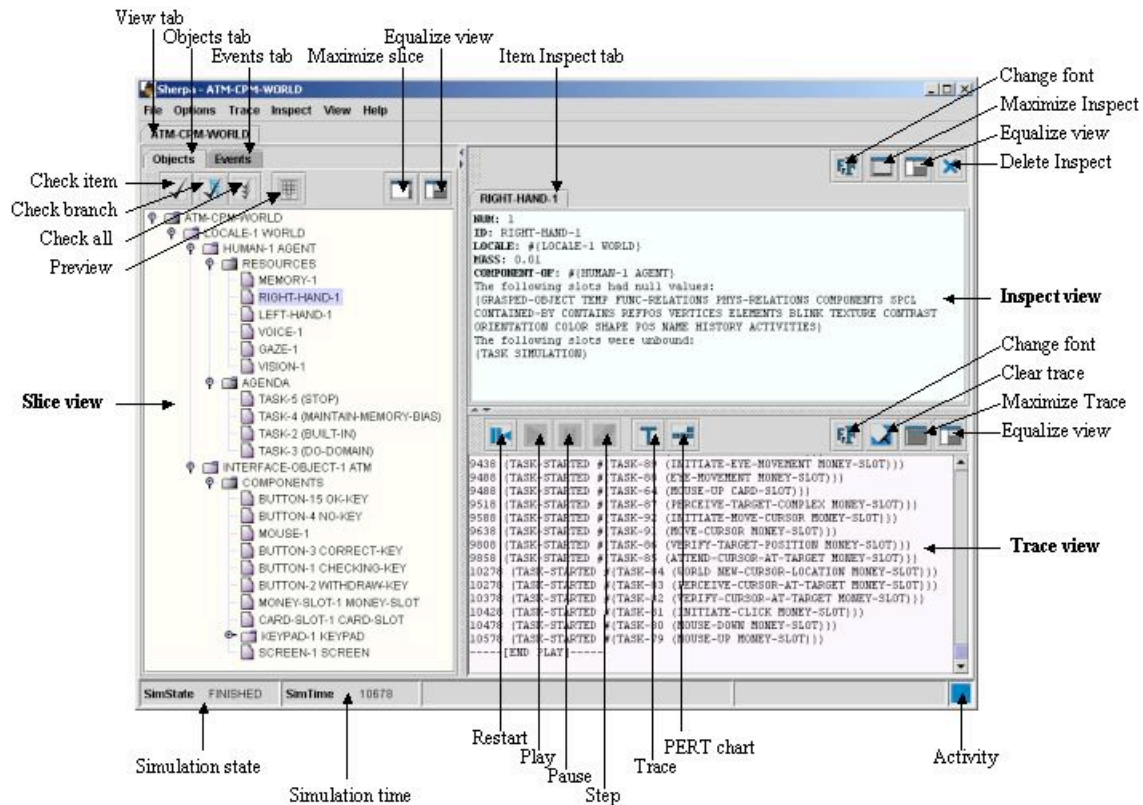 View tab
Objects tab
Events tab
Maximize slice
Equalize view
Item Inspect tab
Change font
Maximize Inspect
Equalize view
Delete Inspect
Sherpa - ATM-CPM-WORLD
File Options Trace Inspect View Help
ATM-CPM-WORLD
Objects Events
Check item
Check branch
Check all
Preview
Slice view
ATM-CPM-WORLD
LOCALE-1 WORLD
HUMAN-1 AGENT
RESOURCES
MEMORY-1
RIGHT-HAND-1
LEFT-HAND-1
VOICE-1
GAZE-1
VISION-1
AGENDA
TASK-5 (STOP)
TASK-4 (MAINTAIN-MEMORY-BIAS)
TASK-2 (BUILT-IN)
TASK-3 (DO-DOMAIN)
INTERFACE-OBJECT-1 ATM
COMPONENTS
BUTTON-15 OK-KEY
BUTTON-4 NO-KEY
MOUSE-1
BUTTON-3 CORRECT-KEY
BUTTON-1 CHECKING-KEY
BUTTON-2 WITHDRAW-KEY
MONEY-SLOT-1 MONEY-SLOT
CARD-SLOT-1 CARD-SLOT
KEYPAD-1 KEYPAD
SCREEN-1 SCREEN
RIGHT-HAND-1
NUM: 1
ID: RIGHT-HAND-1
LOCALE: #{LOCALE-1 WORLD}
MASS: 0.01
COMPONENT-OF: #{HUMAN-1 AGENT}
The following slots had null values:
(GRASPED-OBJECT TEMP FUNC-RELATIONS PHYS-RELATIONS COMPONENTS SPCL
CONTAINED-BY CONTAINS REFPOS VERTICES ELEMENTS BLINK TEXTURE CONTRAST
ORIENTATION COLOR SHAPE POS NAME HISTORY ACTIVITIES)
The following slots were unbound:
(TASK SIMULATION)
Inspect view
Change font
Clear trace
Maximize Trace
Equalize view
9438 (TASK-STARTED #{TASK-89 (INITIATE-EYE-MOVEMENT MONEY-SLOT)})
9488 (TASK-STARTED #{TASK-88 (EYE-MOVEMENT MONEY-SLOT)})
9488 (TASK-STARTED #{TASK-64 (MOUSE-UP CARD-SLOT)})
9518 (TASK-STARTED #{TASK-87 (PERCEIVE-TARGET-COMPLEX MONEY-SLOT)})
9588 (TASK-STARTED #{TASK-92 (INITIATE-MOVE-CURSOR MONEY-SLOT)})
9638 (TASK-STARTED #{TASK-91 (MOVE-CURSOR MONEY-SLOT)})
9808 (TASK-STARTED #{TASK-86 (VERIFY-TARGET-POSITION MONEY-SLOT)})
9858 (TASK-STARTED #{TASK-85 (ATTEND-CURSOR-AT-TARGET MONEY-SLOT)})
10278 (TASK-STARTED #{TASK-84 (WORLD NEW-CURSOR-LOCATION MONEY-SLOT)})
10278 (TASK-STARTED #{TASK-83 (PERCEIVE-CURSOR-AT-TARGET MONEY-SLOT)})
10378 (TASK-STARTED #{TASK-82 (VERIFY-CURSOR-AT-TARGET MONEY-SLOT)})
10428 (TASK-STARTED #{TASK-81 (INITIATE-CLICK MONEY-SLOT)})
10478 (TASK-STARTED #{TASK-80 (MOUSE-DOWN MONEY-SLOT)})
10578 (TASK-STARTED #{TASK-79 (MOUSE-UP MONEY-SLOT)})
-----[END PLAY]-----
Trace view
SimState FINISHED SimTime 10678
Simulation state
Simulation time
Restart
Play
Pause
Step
Trace
PERT chart
Activity